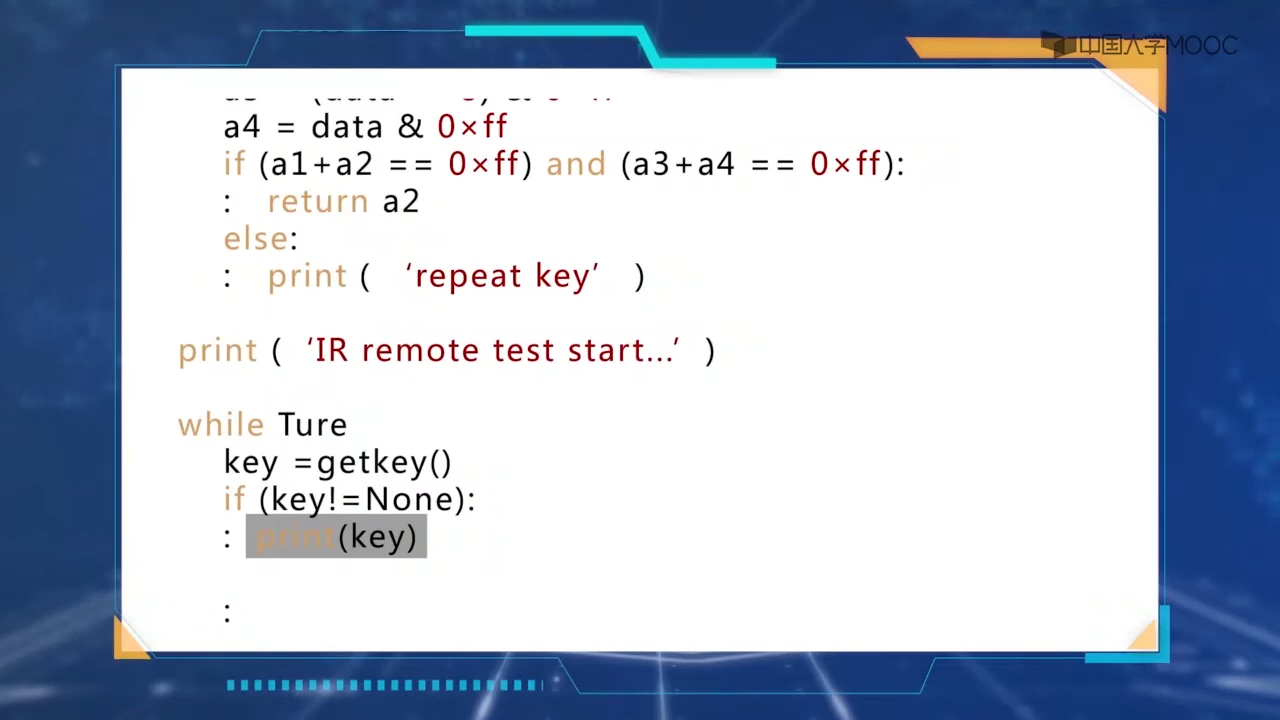 中国大学MOOC
a4 = data & 0×ff
if (a1+a2 == 0×ff) and (a3+a4 == 0×ff):
: return a2
else:
: print ( ‘repeat key’ )
print ( ‘IR remote test start...’ )
while Ture
key =getkey()
if (key!=None):
: print(key)
: